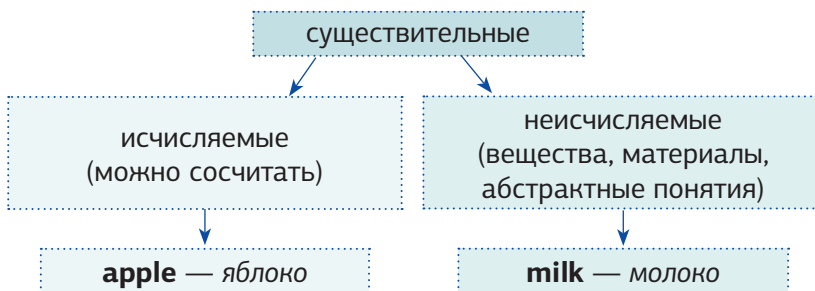 существительные
исчисляемые
(можно сосчитать)
неисчисляемые
(вещества, материалы,
абстрактные понятия)
apple — яблоко
milk — молоко